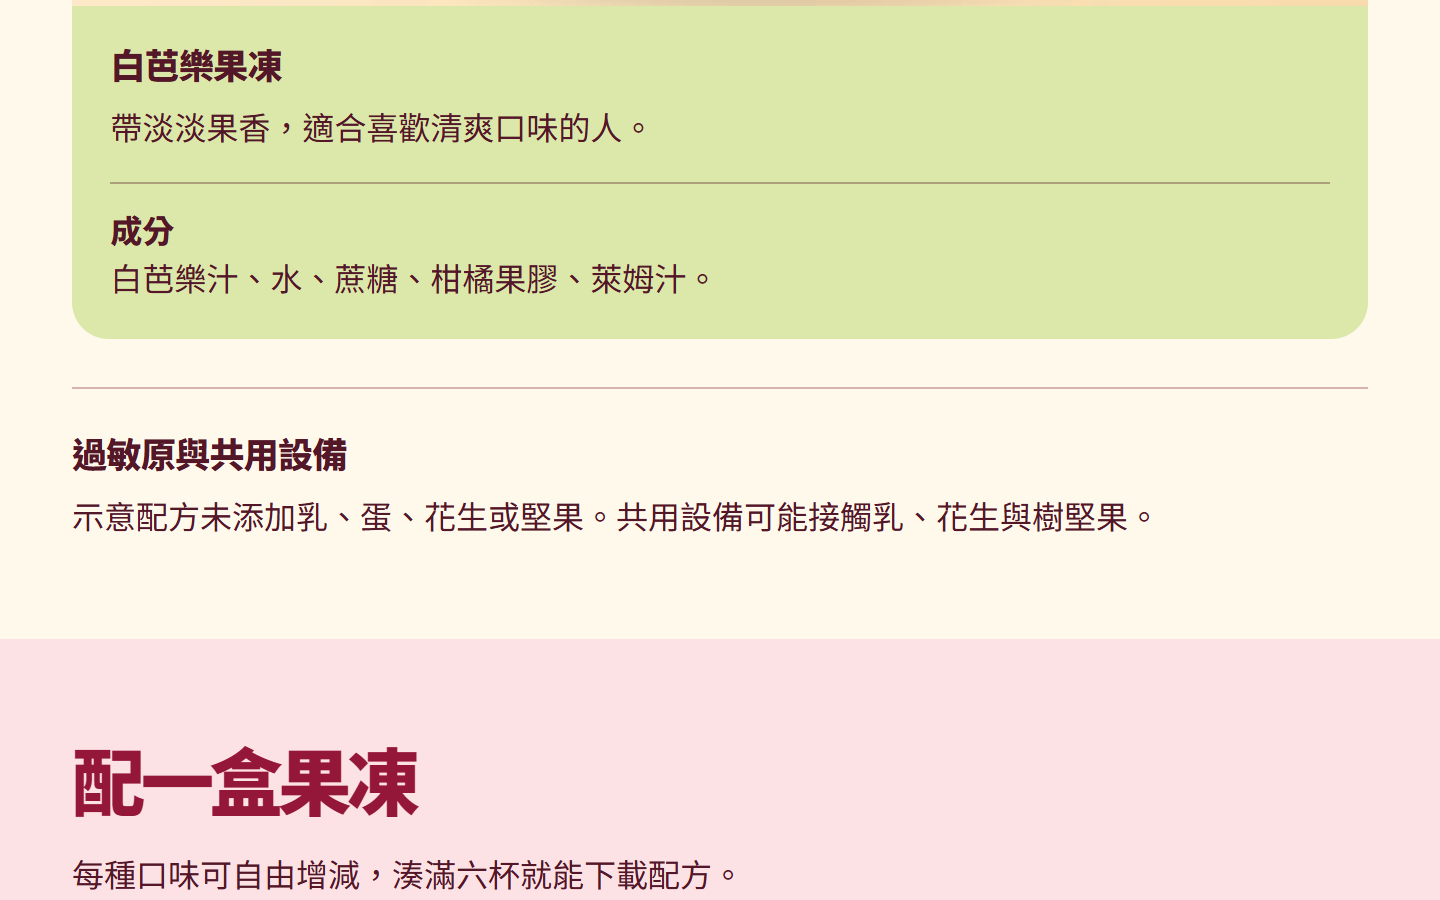 白芭樂果凍
帶淡淡果香，適合喜歡清爽口味的人。
成分
白芭樂汁、水、蔗糖、柑橘果膠、萊姆汁。
過敏原與共用設備
示意配方未添加乳、蛋、花生或堅果。共用設備可能接觸乳、花生與樹堅果。
配一盒果凍
每種口味可自由增減，湊滿六杯就能下載配方。